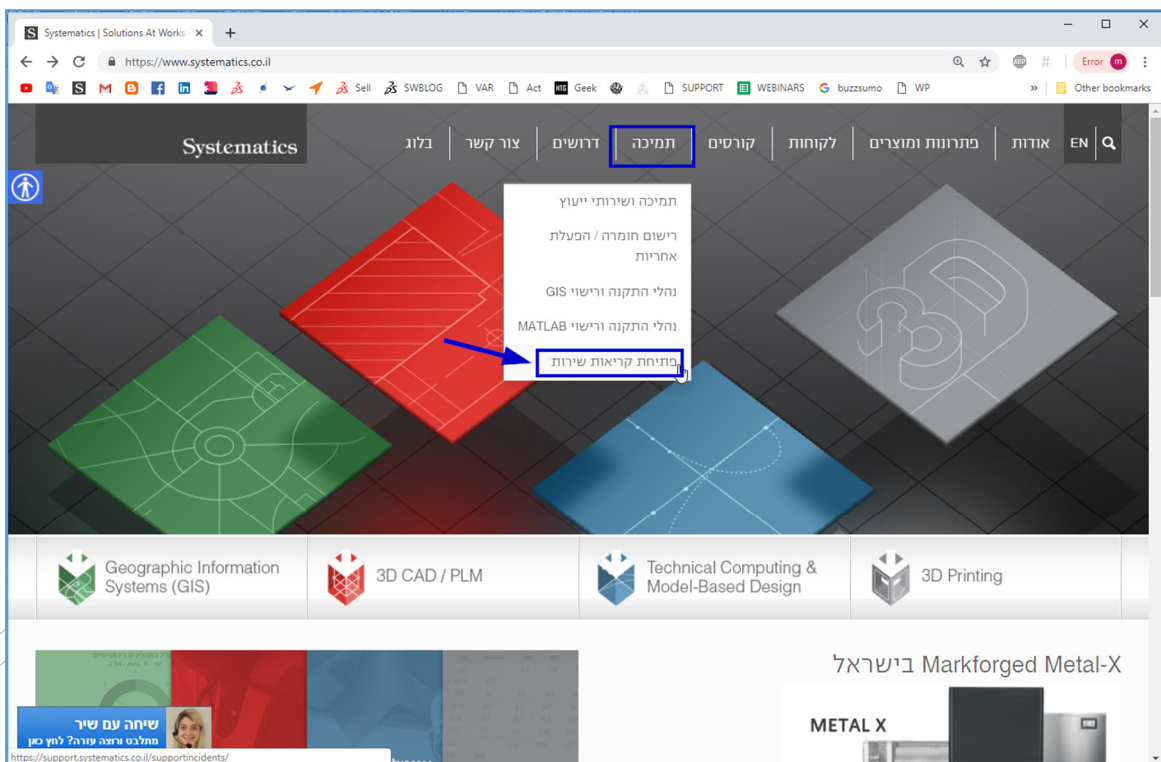 Systematics | Solutions At Works
https://www.systematics.co.il
Error m
Sell
SWBLOG
VAR
Act
HTG Geek
SUPPORT
WEBINARS
buzzsumo
WP
»
Other bookmarks
Systematics
EN
אודות
פתרונות ומוצרים
לקוחות
קורסים
תמיכה
דרושים
צור קשר
בלוג
תמיכה ושירותי ייעוץ
רישום חומרה / הפעלת
אחריות
נהלי התקנה ורישוי GIS
נהלי התקנה ורישוי MATLAB
פתיחת קריאות שירות
3D
Geographic Information
Systems (GIS)
3D CAD / PLM
Technical Computing &
Model-Based Design
3D Printing
Markforged Metal-X בישראל
METAL X
שיחה עם שיר
מתלבט ורוצה עזרה? לחץ כאן
https://support.systematics.co.il/supportincidents/